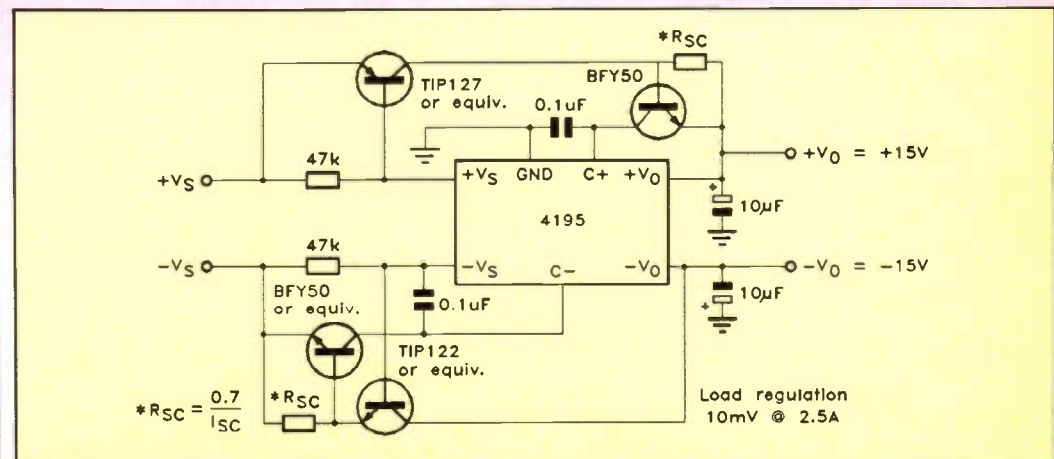 *RSC
BFY50
TIP127
or equiv.
0.1uF
47k
+VS
+VS
GND
C+
+VO
+VO = +15V
10µF
+
4195
47k
-VS
-VS
C-
-VO
-VO = -15V
BFY50
or equiv.
0.1uF
10µF
+
TIP122
or equiv.
*RSC = 0.7
ISC
*RSC
Load regulation
10mV @ 2.5A